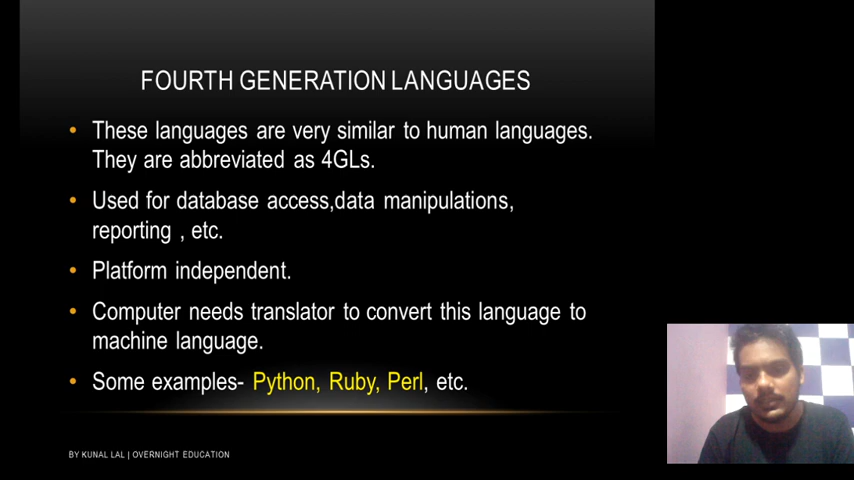 FOURTH GENERATION LANGUAGES
• These languages are very similar to human languages.
They are abbreviated as 4GLs.
• Used for database access,data manipulations,
reporting , etc.
• Platform independent.
• Computer needs translator to convert this language to
machine language.
• Some examples- Python, Ruby, Perl, etc.
BY KUNAL LAL | OVERNIGHT EDUCATION